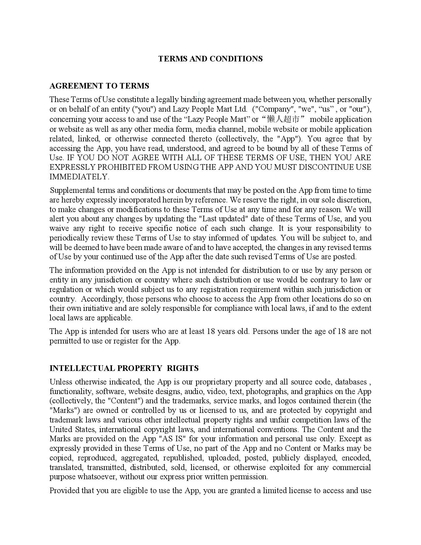 TERMS AND CONDITIONS
AGREEMENT TO TERMS
These Terms of Use constitute a legally binding agreement made between you, whether personally
or on behalf of an entity ("you") and Lazy People Mart Ltd. ("Company", "we", “us” , or "our"),
concerning your access to and use of the “Lazy People Mart” or “懒人超市” mobile application
or website as well as any other media form, media channel, mobile website or mobile application
related, linked, or otherwise connected thereto (collectively, the "App"). You agree that by
accessing the App, you have read, understood, and agreed to be bound by all of these Terms of
Use. IF YOU DO NOT AGREE WITH ALL OF THESE TERMS OF USE, THEN YOU ARE
EXPRESSLY PROHIBITED FROM USING THE APP AND YOU MUST DISCONTINUE USE
IMMEDIATELY.
Supplemental terms and conditions or documents that may be posted on the App from time to time
are hereby expressly incorporated herein by reference. We reserve the right, in our sole discretion,
to make changes or modifications to these Terms of Use at any time and for any reason. We will
alert you about any changes by updating the “Last updated” date of these Terms of Use, and you
waive any right to receive specific notice of each such change. It is your responsibility to
periodically review these Terms of Use to stay informed of updates. You will be subject to, and
will be deemed to have been made aware of and to have accepted, the changes in any revised terms
of Use by your continued use of the App after the date such revised Terms of Use are posted.
The information provided on the App is not intended for distribution to or use by any person or
entity in any jurisdiction or country where such distribution or use would be contrary to law or
regulation or which would subject us to any registration requirement within such jurisdiction or
country. Accordingly, those persons who choose to access the App from other locations do so on
their own initiative and are solely responsible for compliance with local laws, if and to the extent
local laws are applicable.
The App is intended for users who are at least 18 years old. Persons under the age of 18 are not
permitted to use or register for the App.
INTELLECTUAL PROPERTY RIGHTS
Unless otherwise indicated, the App is our proprietary property and all source code, databases ,
functionality, software, website designs, audio, video, text, photographs, and graphics on the App
(collectively, the "Content") and the trademarks, service marks, and logos contained therein (the
"Marks") are owned or controlled by us or licensed to us, and are protected by copyright and
trademark laws and various other intellectual property rights and unfair competition laws of the
United States, international copyright laws, and international conventions. The Content and the
Marks are provided on the App "AS IS" for your information and personal use only. Except as
expressly provided in these Terms of Use, no part of the App and no Content or Marks may be
copied, reproduced, aggregated, republished, uploaded, posted, publicly displayed, encoded,
translated, transmitted, distributed, sold, licensed, or otherwise exploited for any commercial
purpose whatsoever, without our express prior written permission.
Provided that you are eligible to use the App, you are granted a limited license to access and use